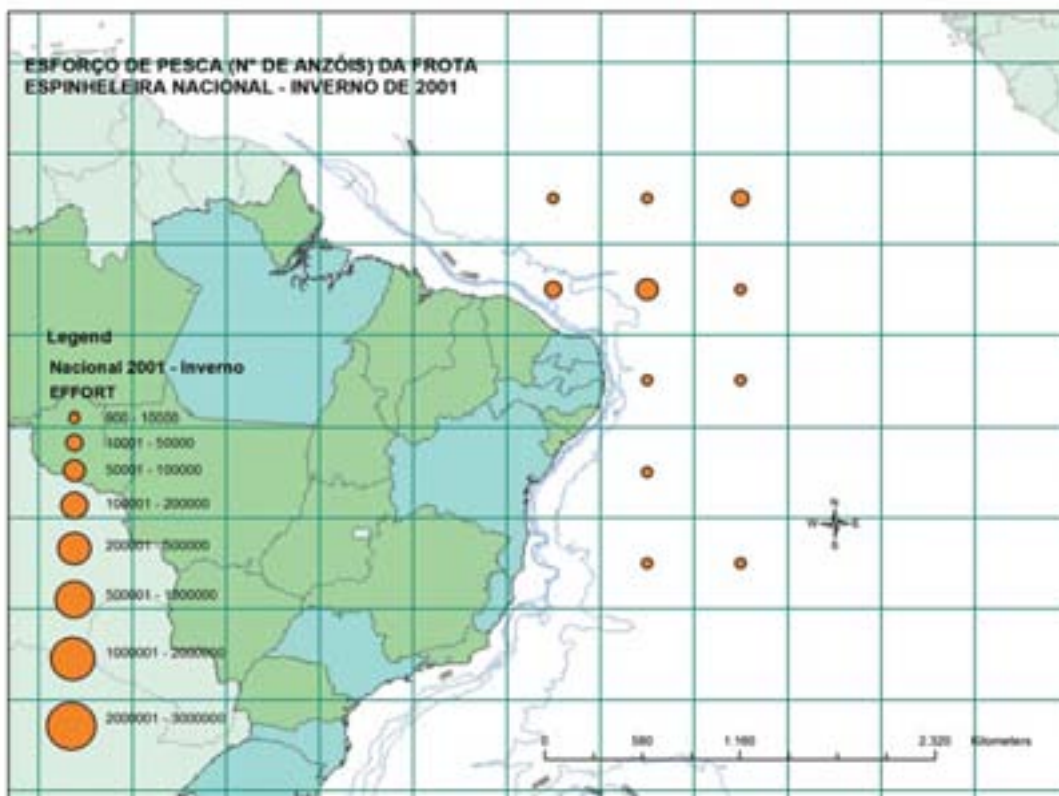 ESFORÇO DE PESCA (Nº DE ANZÓIS) DA FROTA
ESPINHELEIRA NACIONAL - INVERNO DE 2001
Legend
Nacional 2001 - Inverno
EFFORT
600 - 10000
10001 - 50000
50001 - 100000
100001 - 200000
200001 - 500000
500001 - 1000000
1000001 - 2000000
2000001 - 3000000
N
W E
S
0 580 1.160 2.320 Kilometers